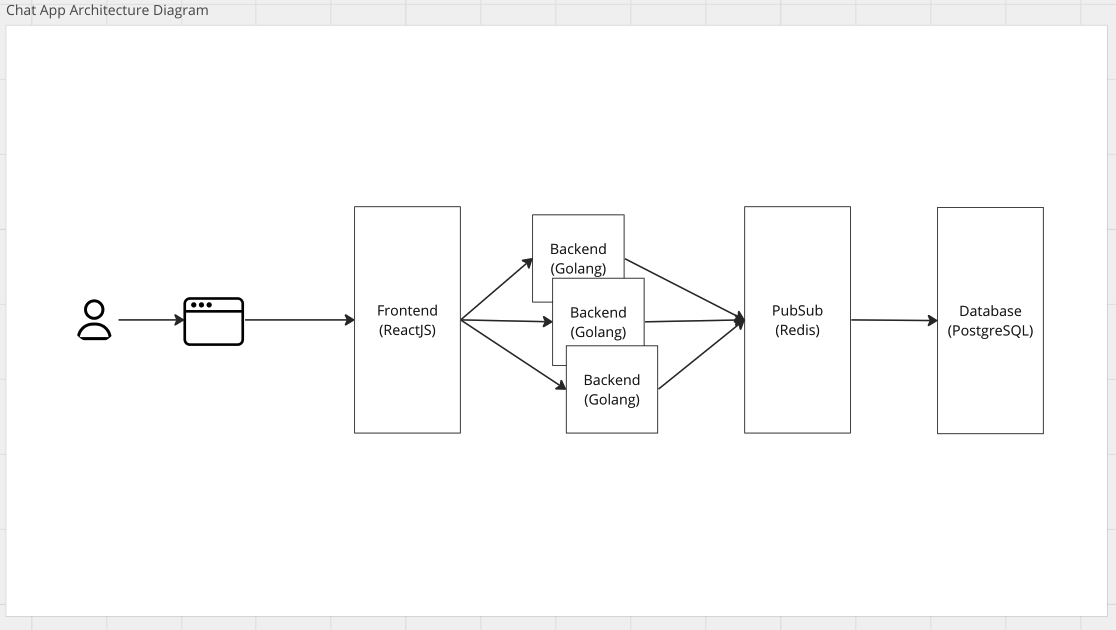 Chat App Architecture Diagram
Frontend
(ReactJS)
Backend
(Golang)
Backend
(Golang)
Backend
(Golang)
PubSub
(Redis)
Database
(PostgreSQL)